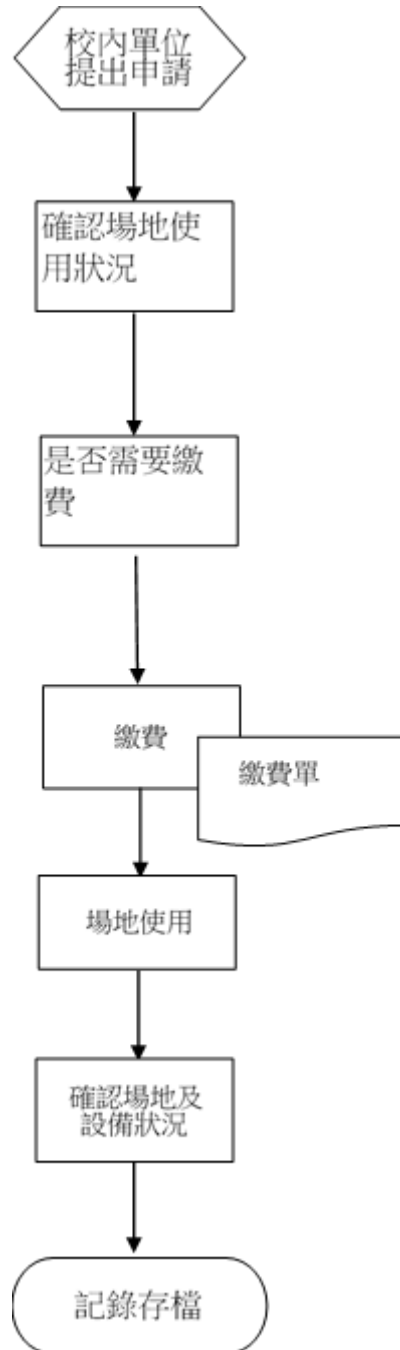 校內單位
提出申請
確認場地使
用狀況
是否需要繳
費
繳費
繳費單
場地使用
確認場地及
設備狀況
記錄存檔